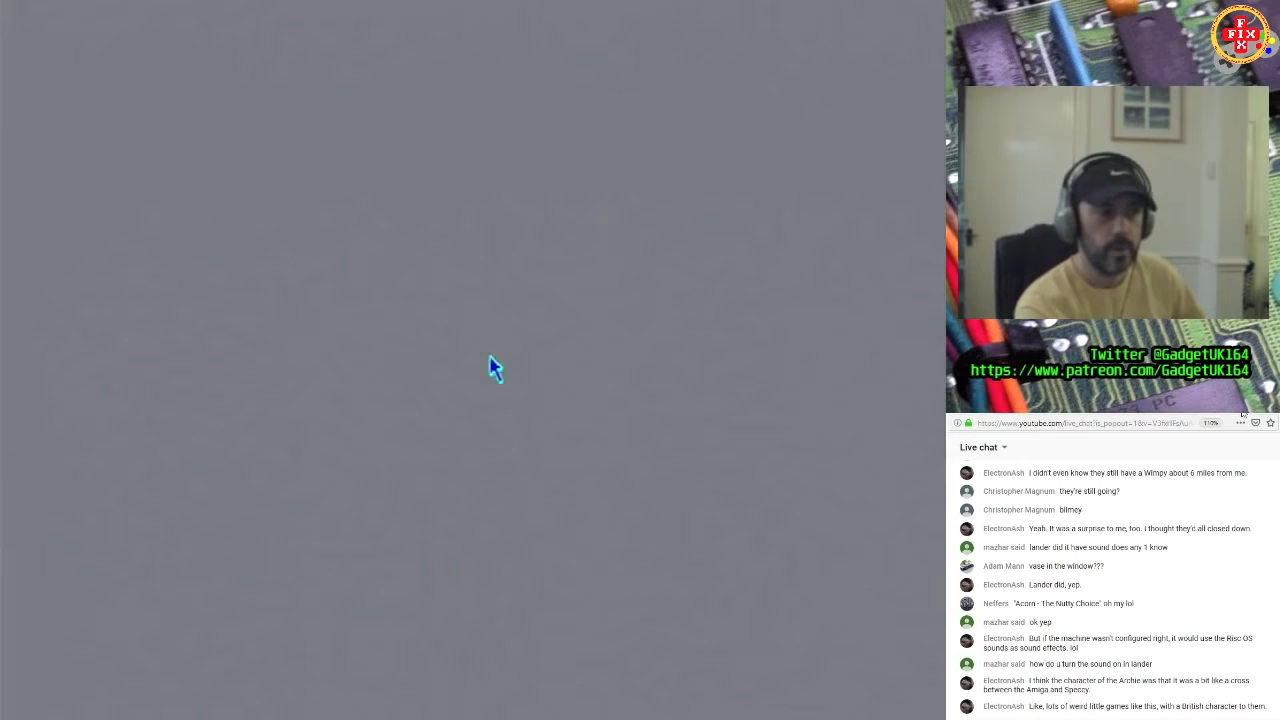 F
FIX
X
Twitter @GadgetUK164
https://www.patreon.com/GadgetUK164
PC
110%
Live chat
ElectronAsh I didn't even know they still have a Wimpy about 6 miles from me.
Christopher Magnum they're still going?
Christopher Magnum blimey
ElectronAsh Yeah. It was a surprise to me, too. I thought they'd all closed down.
mazhar said lander did it have sound does any 1 know
Adam Mann vase in the window???
ElectronAsh Lander did, yep.
Neffers "Acorn - The Nutty Choice" oh my lol
mazhar said ok yep
ElectronAsh But if the machine wasn't configured right, it would use the Risc OS
sounds as sound effects. lol
mazhar said how do u turn the sound on in lander
ElectronAsh I think the character of the Archie was that it was a bit like a cross
between the Amiga and Speccy.
ElectronAsh Like, lots of weird little games like this, with a British character to them.